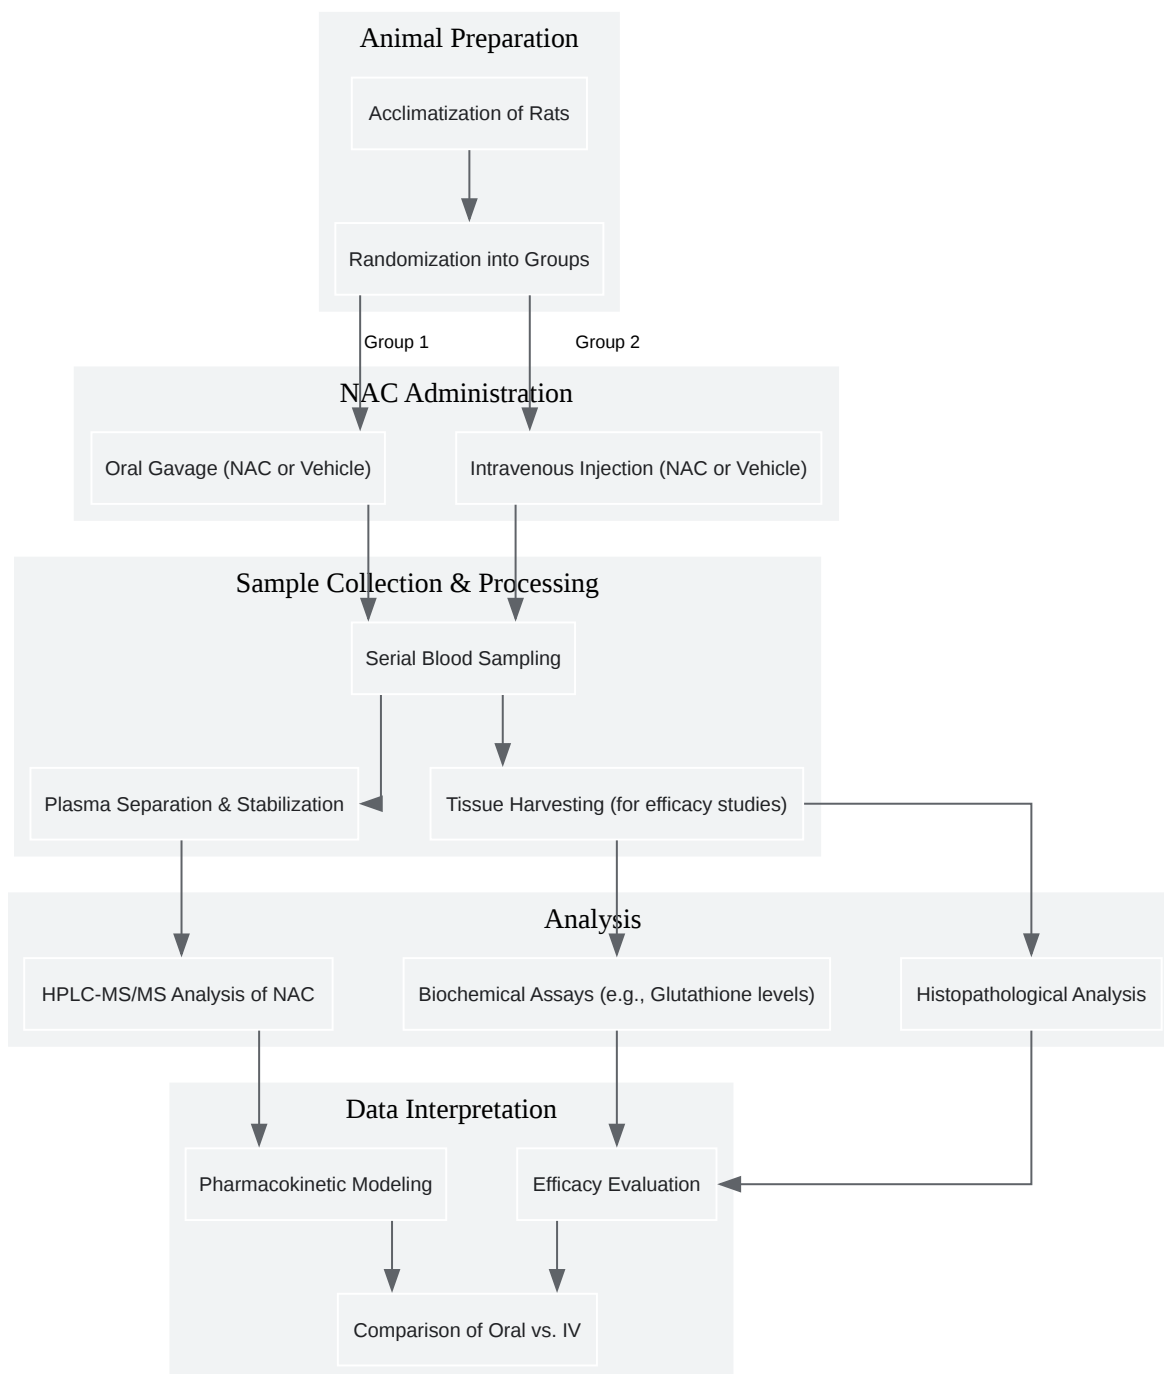 Animal Preparation
Acclimatization of Rats
Randomization into Groups
Group 1
Group 2
NAC Administration
Oral Gavage (NAC or Vehicle)
Intravenous Injection (NAC or Vehicle)
Sample Collection & Processing
Serial Blood Sampling
Plasma Separation & Stabilization
Tissue Harvesting (for efficacy studies)
Analysis
HPLC-MS/MS Analysis of NAC
Biochemical Assays (e.g., Glutathione levels)
Histopathological Analysis
Data Interpretation
Pharmacokinetic Modeling
Efficacy Evaluation
Comparison of Oral vs. IV